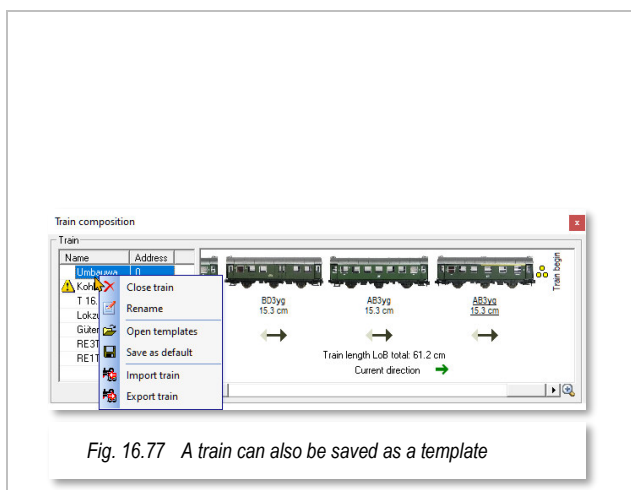 Train composition
x
Train
Name Address
Umbauwa 0
Kohl
T 16.
Lokzu
Güter
RE3T
RE1T
Close train
Rename
Open templates
Save as default
Import train
Export train
BD3yg
15.3 cm
AB3yg
15.3 cm
AB3yg
15.3 cm
Train begin
Train length LoB total: 61.2 cm
Current direction
Fig. 16.77 A train can also be saved as a template